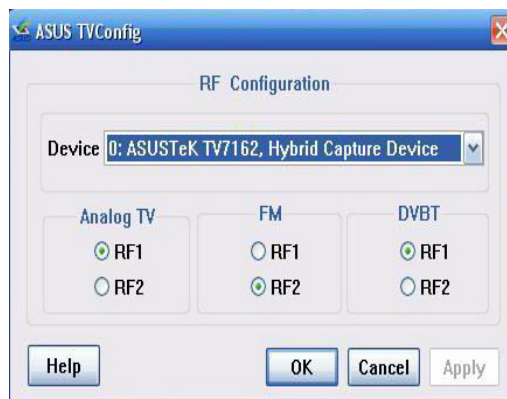 ASUS TVConfig
RF Configuration
Device 0: ASUSTeK TV7162, Hybrid Capture Device
Analog TV FM DVBT
RF1 RF1 RF1
RF2 RF2 RF2
Help OK Cancel Apply